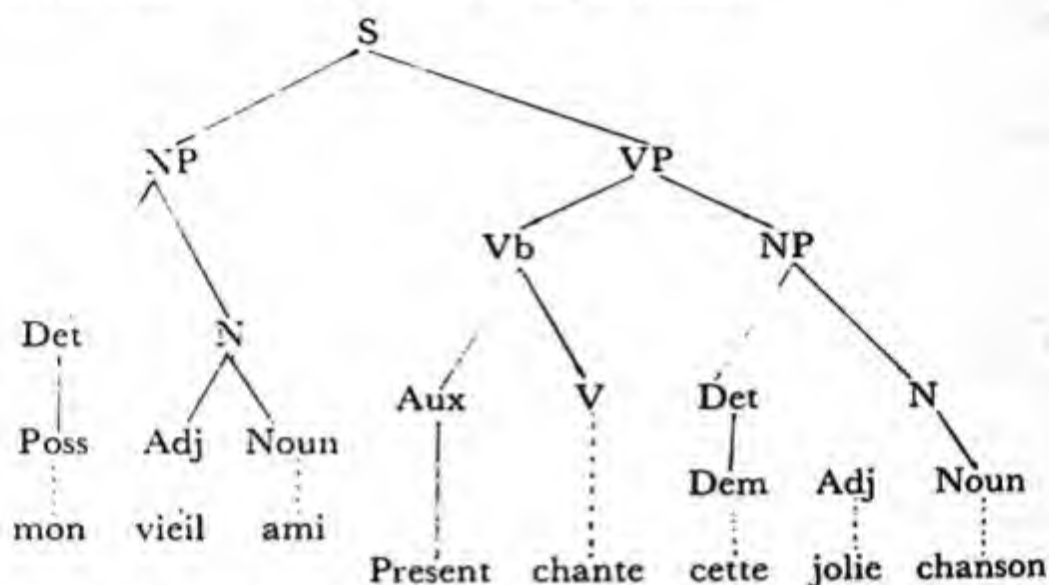 S
NP VP
Vb NP
Det N
Aux V Det N
Poss Adj Noun
Dem Adj Noun
mon vieil ami
Present chante cette jolie chanson